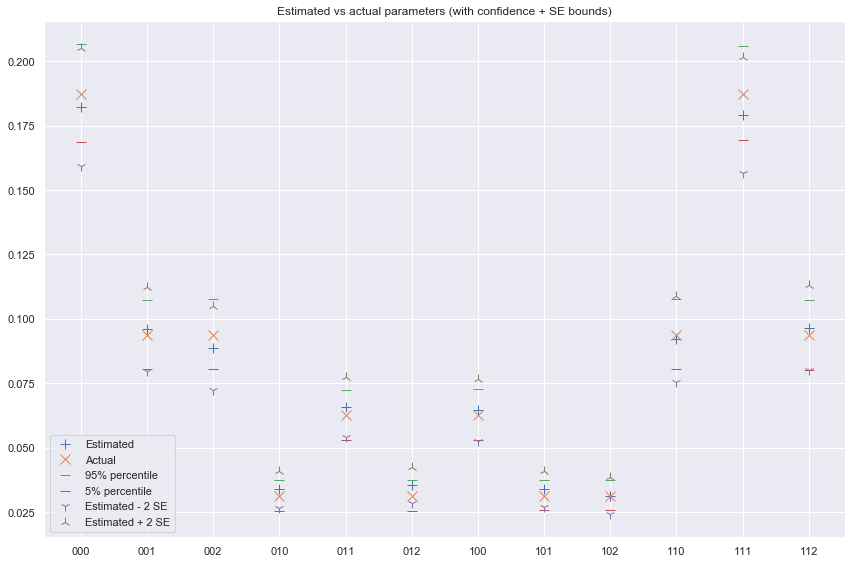 Estimated vs actual parameters (with confidence + SE bounds)
0.200
0.175
0.150
0.125
0.100
0.075
0.050
0.025
Estimated
Actual
95% percentile
5% percentile
Estimated - 2 SE
Estimated + 2 SE
000 001 002 010 011 012 100 101 102 110 111 112